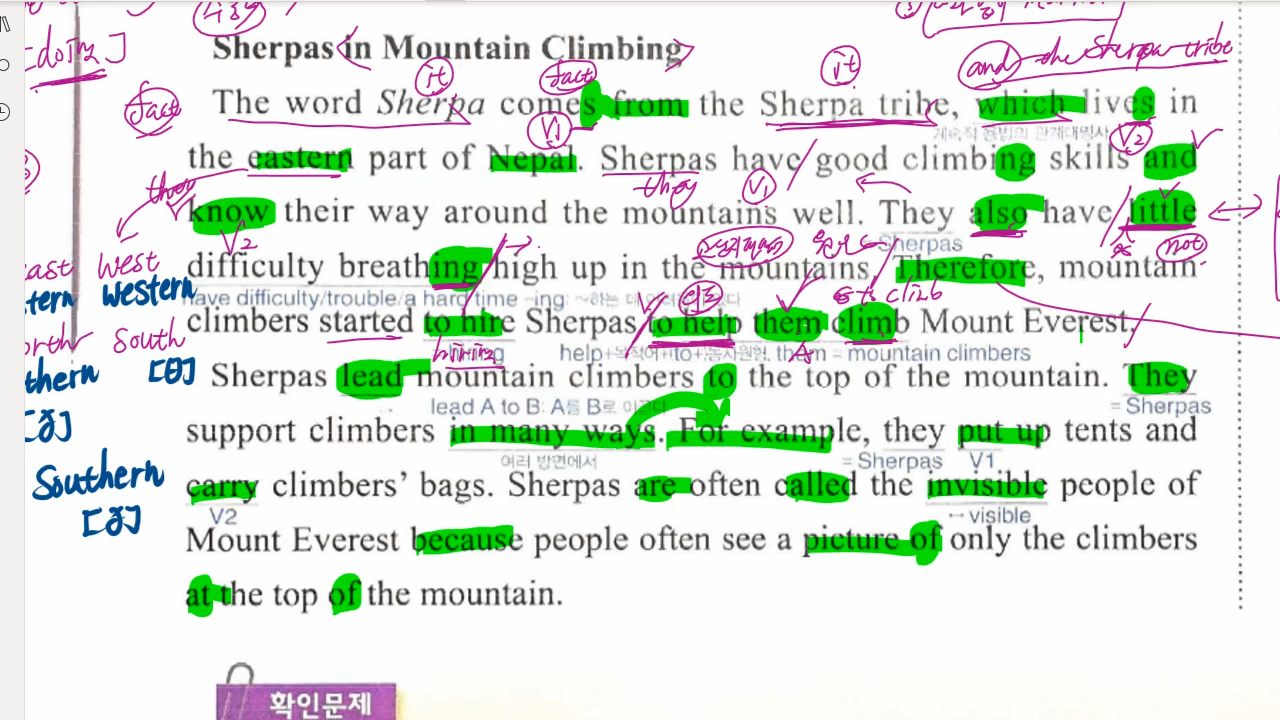 [doing]
Sherpas in Mountain Climbing
and the Sherpa tribe
it
fact
it
fact
The word Sherpa comes from the Sherpa tribe, which lives in
V1
계속적 용법의 관계대명사
V2
the eastern part of Nepal. Sherpas have good climbing skills and
they
they
V1
know their way around the mountains well. They also have little
V2
= Sherpas
not
West
difficulty breathing high up in the mountains. Therefore, mountain
Western
have difficulty/trouble/a hard time -ing: ~하는 데
to climb
climbers started to hire Sherpas to help them climb Mount Everest.
South
hiring
help+목적어+(to+)동사원형, them = mountain climbers
Sherpas lead mountain climbers to the top of the mountain. They
lead A to B: A를 B로 이끌다
= Sherpas
support climbers in many ways. For example, they put up tents and
여러 방면에서
= Sherpas V1
Southern
carry climbers' bags. Sherpas are often called the invisible people of
V2
↔ visible
Mount Everest because people often see a picture of only the climbers
at the top of the mountain.
확인문제